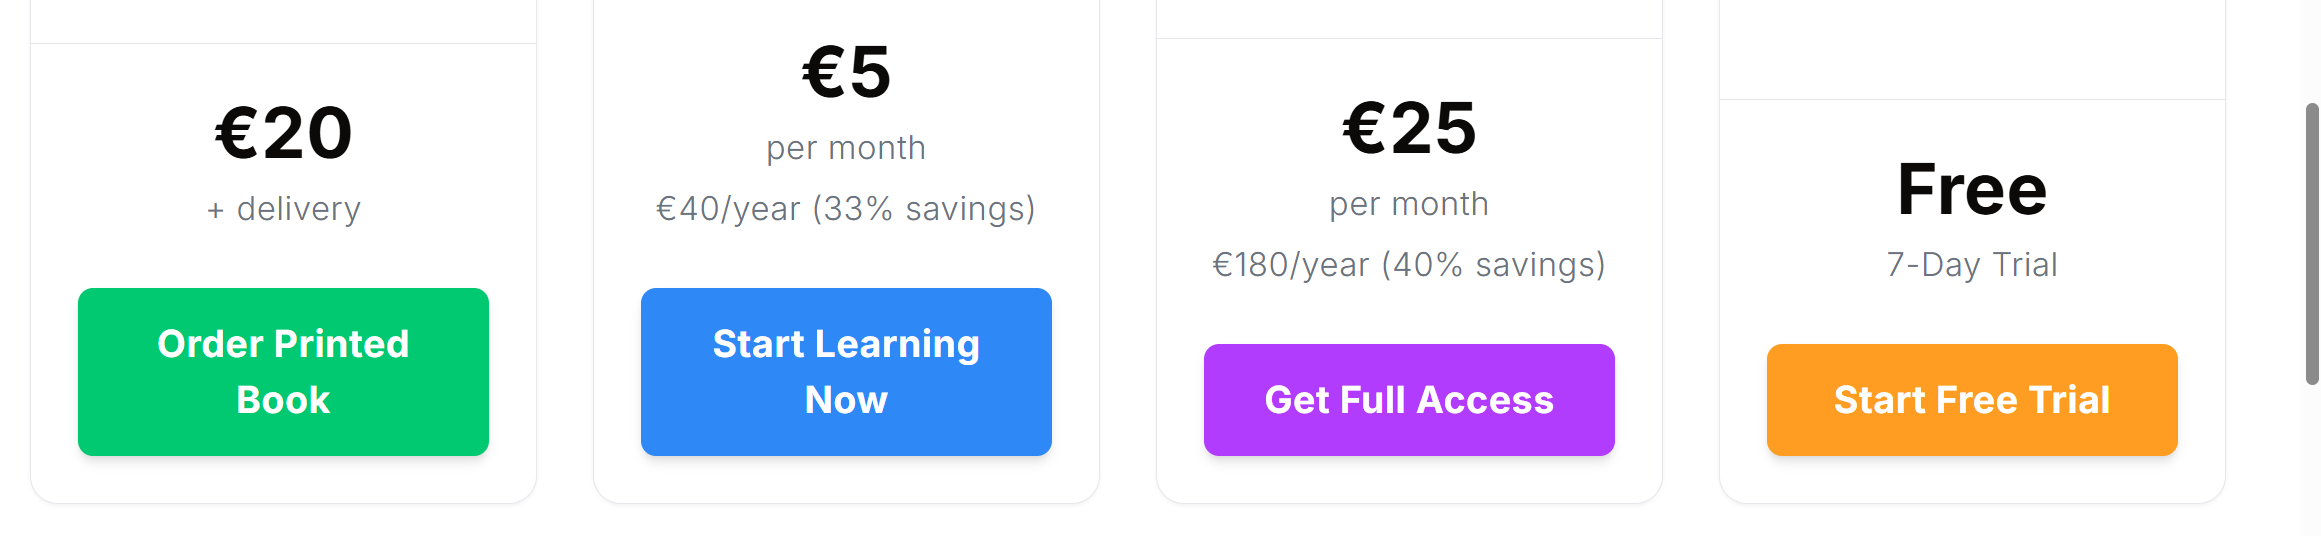 €20
+ delivery
Order Printed
Book
€5
per month
€40/year (33% savings)
Start Learning
Now
€25
per month
€180/year (40% savings)
Get Full Access
Free
7-Day Trial
Start Free Trial